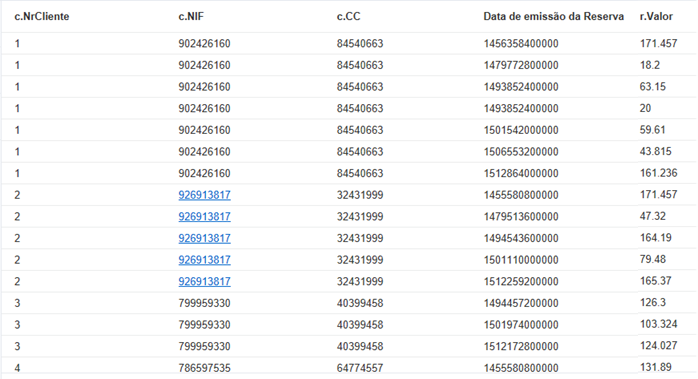 c.NrCliente c.NIF c.CC Data de emissão da Reserva r.Valor
1 902426160 84540663 1456358400000 171.457
1 902426160 84540663 1479772800000 18.2
1 902426160 84540663 1493852400000 63.15
1 902426160 84540663 1493852400000 20
1 902426160 84540663 1501542000000 59.61
1 902426160 84540663 1506553200000 43.815
1 902426160 84540663 1512864000000 161.236
2 926913817 32431999 1455580800000 171.457
2 926913817 32431999 1479513600000 47.32
2 926913817 32431999 1494543600000 164.19
2 926913817 32431999 1501110000000 79.48
2 926913817 32431999 1512259200000 165.37
3 799959330 40399458 1494457200000 126.3
3 799959330 40399458 1501974000000 103.324
3 799959330 40399458 1512172800000 124.027
4 786597535 64774557 1455580800000 131.89